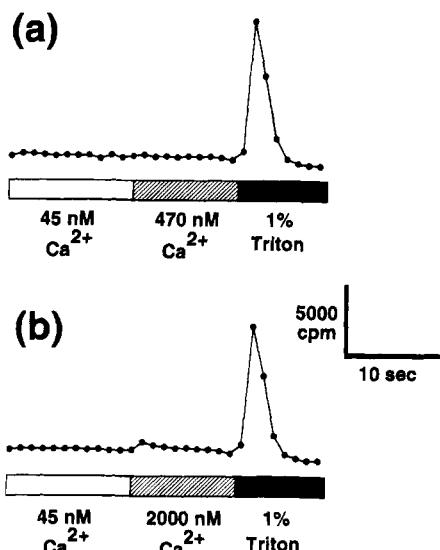 (a)
45 nM 470 nM 1%
Ca2+ Ca2+ Triton
5000
cpm
10 sec
(b)
45 nM 2000 nM 1%
Ca2+ Ca2+ Triton